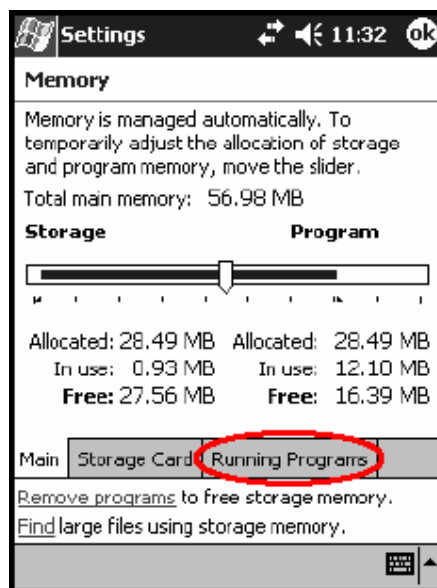 Settings 11:32 ok
Memory
Memory is managed automatically. To
temporarily adjust the allocation of storage
and program memory, move the slider.
Total main memory: 56.98 MB
Storage Program
Allocated: 28.49 MB Allocated: 28.49 MB
In use: 0.93 MB In use: 12.10 MB
Free: 27.56 MB Free: 16.39 MB
Main Storage Card Running Programs
Remove programs to free storage memory.
Find large files using storage memory.